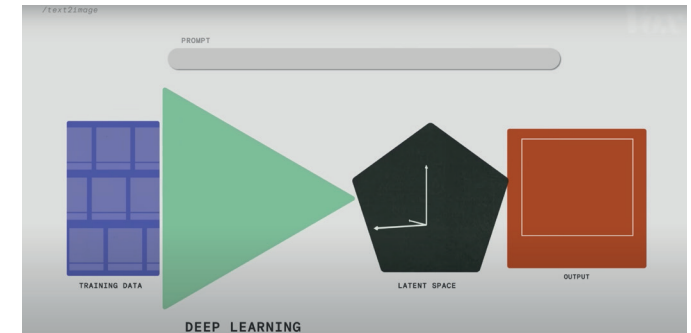 /text2image
PROMPT
TRAINING DATA
LATENT SPACE
OUTPUT
DEEP LEARNING